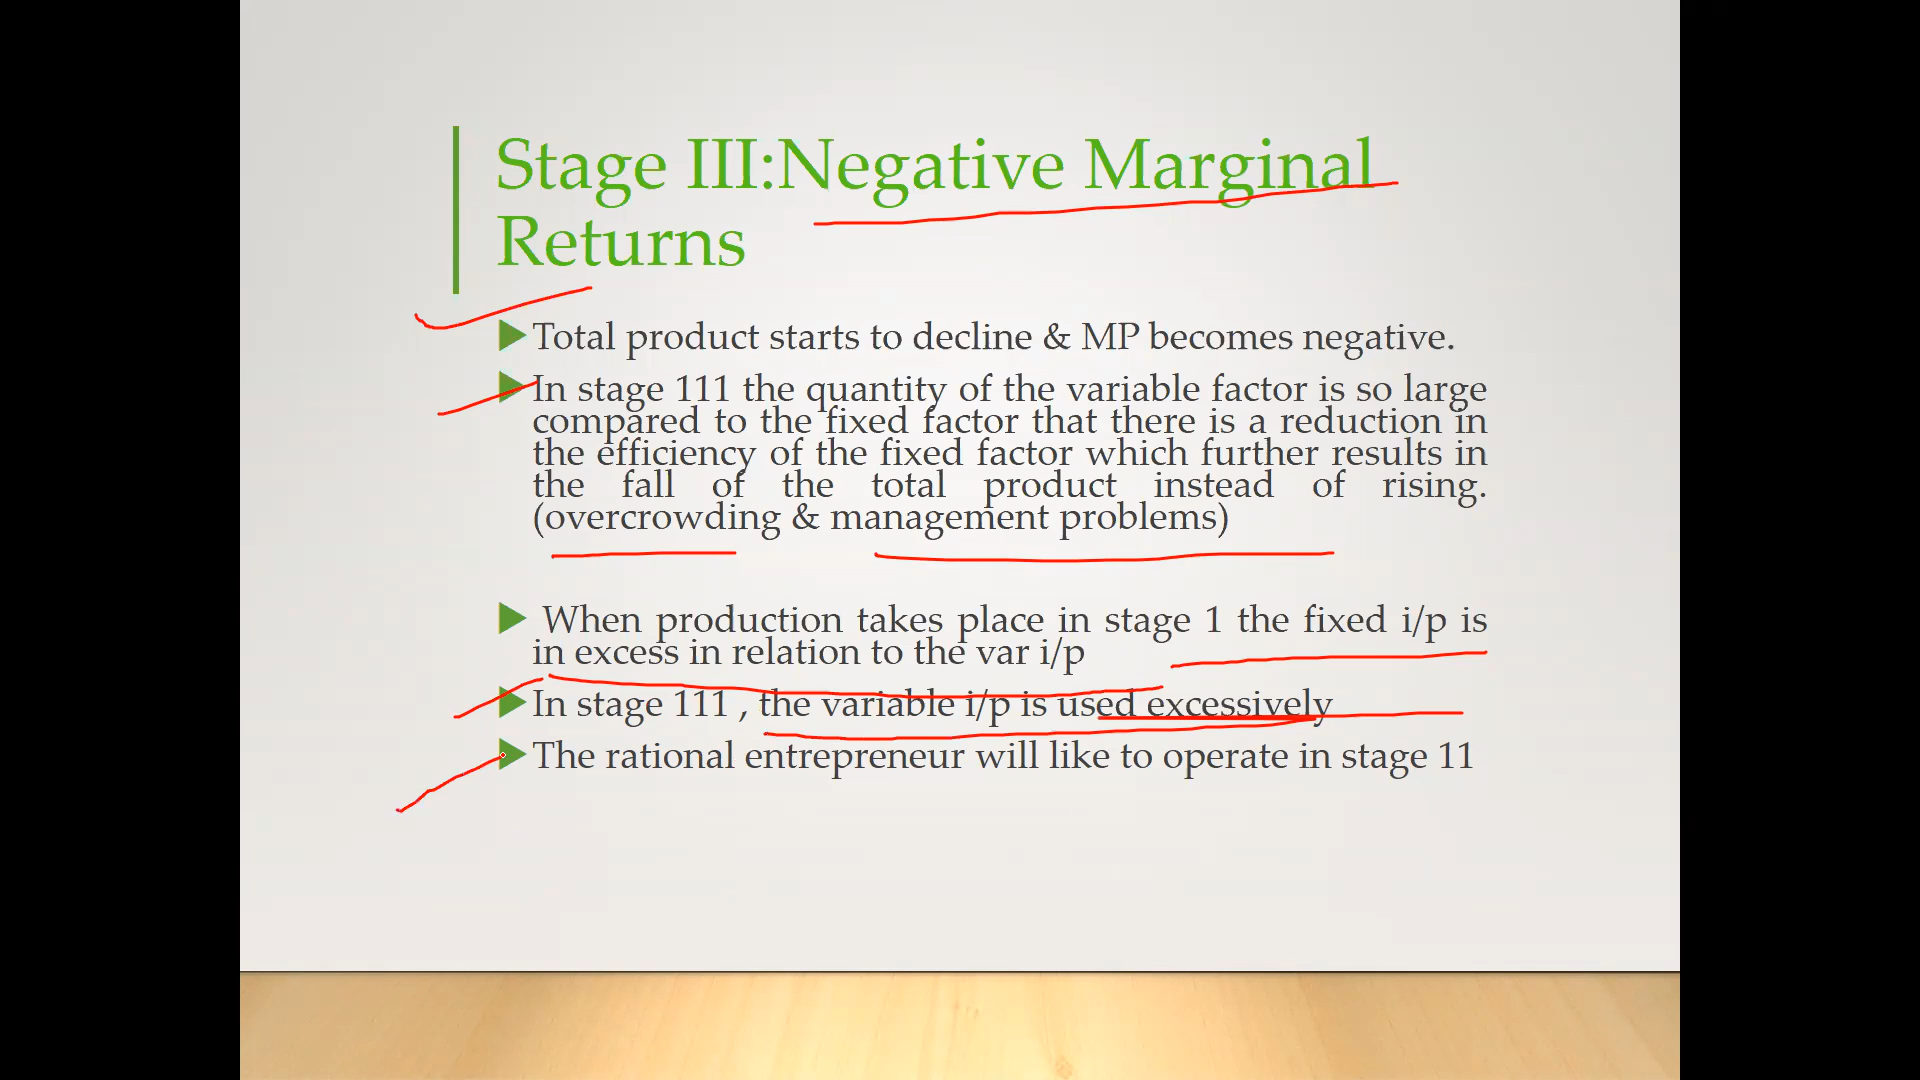 Stage III:Negative Marginal
Returns
Total product starts to decline & MP becomes negative.
In stage 111 the quantity of the variable factor is so large
compared to the fixed factor that there is a reduction in
the efficiency of the fixed factor which further results in
the fall of the total product instead of rising.
(overcrowding & management problems)
When production takes place in stage 1 the fixed i/p is
in excess in relation to the var i/p
In stage 111 , the variable i/p is used excessively
The rational entrepreneur will like to operate in stage 11